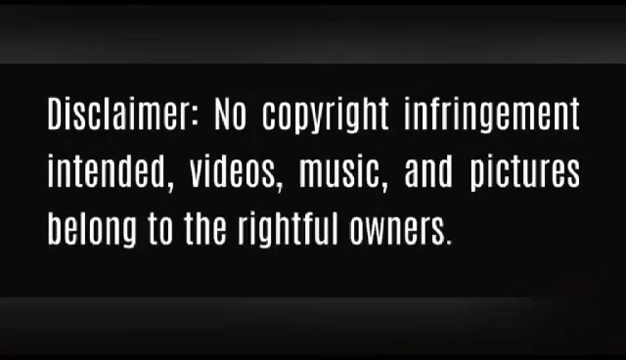 Disclaimer: No copyright infringement
intended, videos, music, and pictures
belong to the rightful owners.